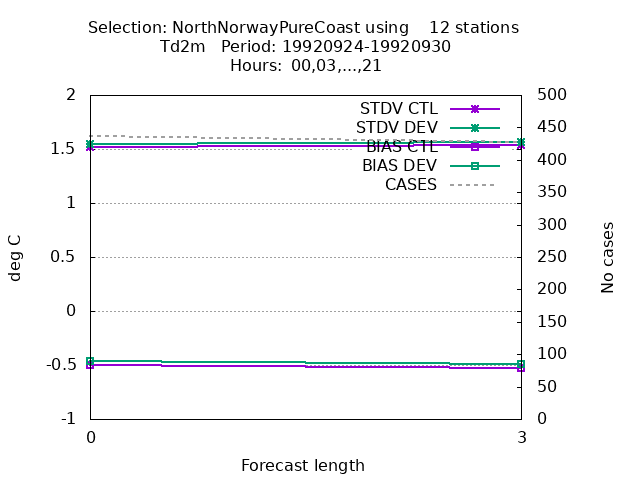 Selection: NorthNorwayPureCoast using    12 stations
Td2m   Period: 19920924-19920930
Hours:  00,03,...,21
STDV CTL
STDV DEV
BIAS CTL
BIAS DEV
CASES
2
1.5
1
0.5
0
-0.5
-1
500
450
400
350
300
250
200
150
100
50
0
deg C
No cases
0
3
Forecast length